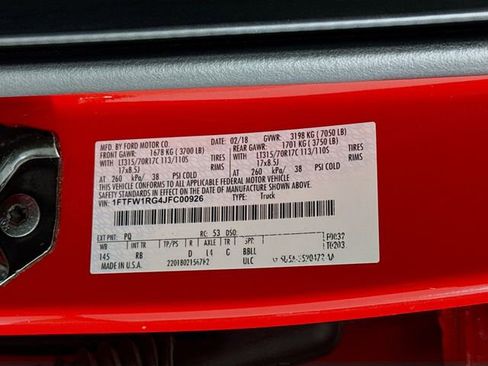 MFD. BY FORD MOTOR CO. DATE: 02/18 GVWR: 3198 KG (7050 LB)
FRONT GAWR: 1678 KG (3700 LB) REAR GAWR: 1701 KG (3750 LB)
LT315/70R17C 113/110S TIRES LT315/70R17C 113/110S TIRES
17x8.5J RIMS 17x8.5J RIMS
AT 260 kPa/ 38 PSI COLD AT 260 kPa/ 38 PSI COLD
THIS VEHICLE CONFORMS TO ALL APPLICABLE FEDERAL MOTOR VEHICLE
SAFETY STANDARDS IN EFFECT ON THE DATE OF MANUFACTURE SHOWN ABOVE.
VIN: 1FTFW1RG4JFC00926 TYPE: Truck
EXT PNT: PQ RC: 53 DSO: F0037
WB INT TR TP/PS R AXLE TR SPR T0203
145 RB D L4 G BBLL
MADE IN U.S.A. ULC